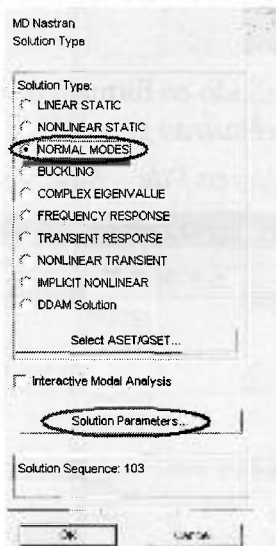 MD Nastran
Solution Type
Solution Type:
LINEAR STATIC
NONLINEAR STATIC
NORMAL MODES
BUCKLING
COMPLEX EIGENVALUE
FREQUENCY RESPONSE
TRANSIENT RESPONSE
NONLINEAR TRANSIENT
IMPLICIT NONLINEAR
DDAM Solution
Select ASET/QSET...
Interactive Modal Analysis
Solution Parameters...
Solution Sequence: 103
OK
Cancel